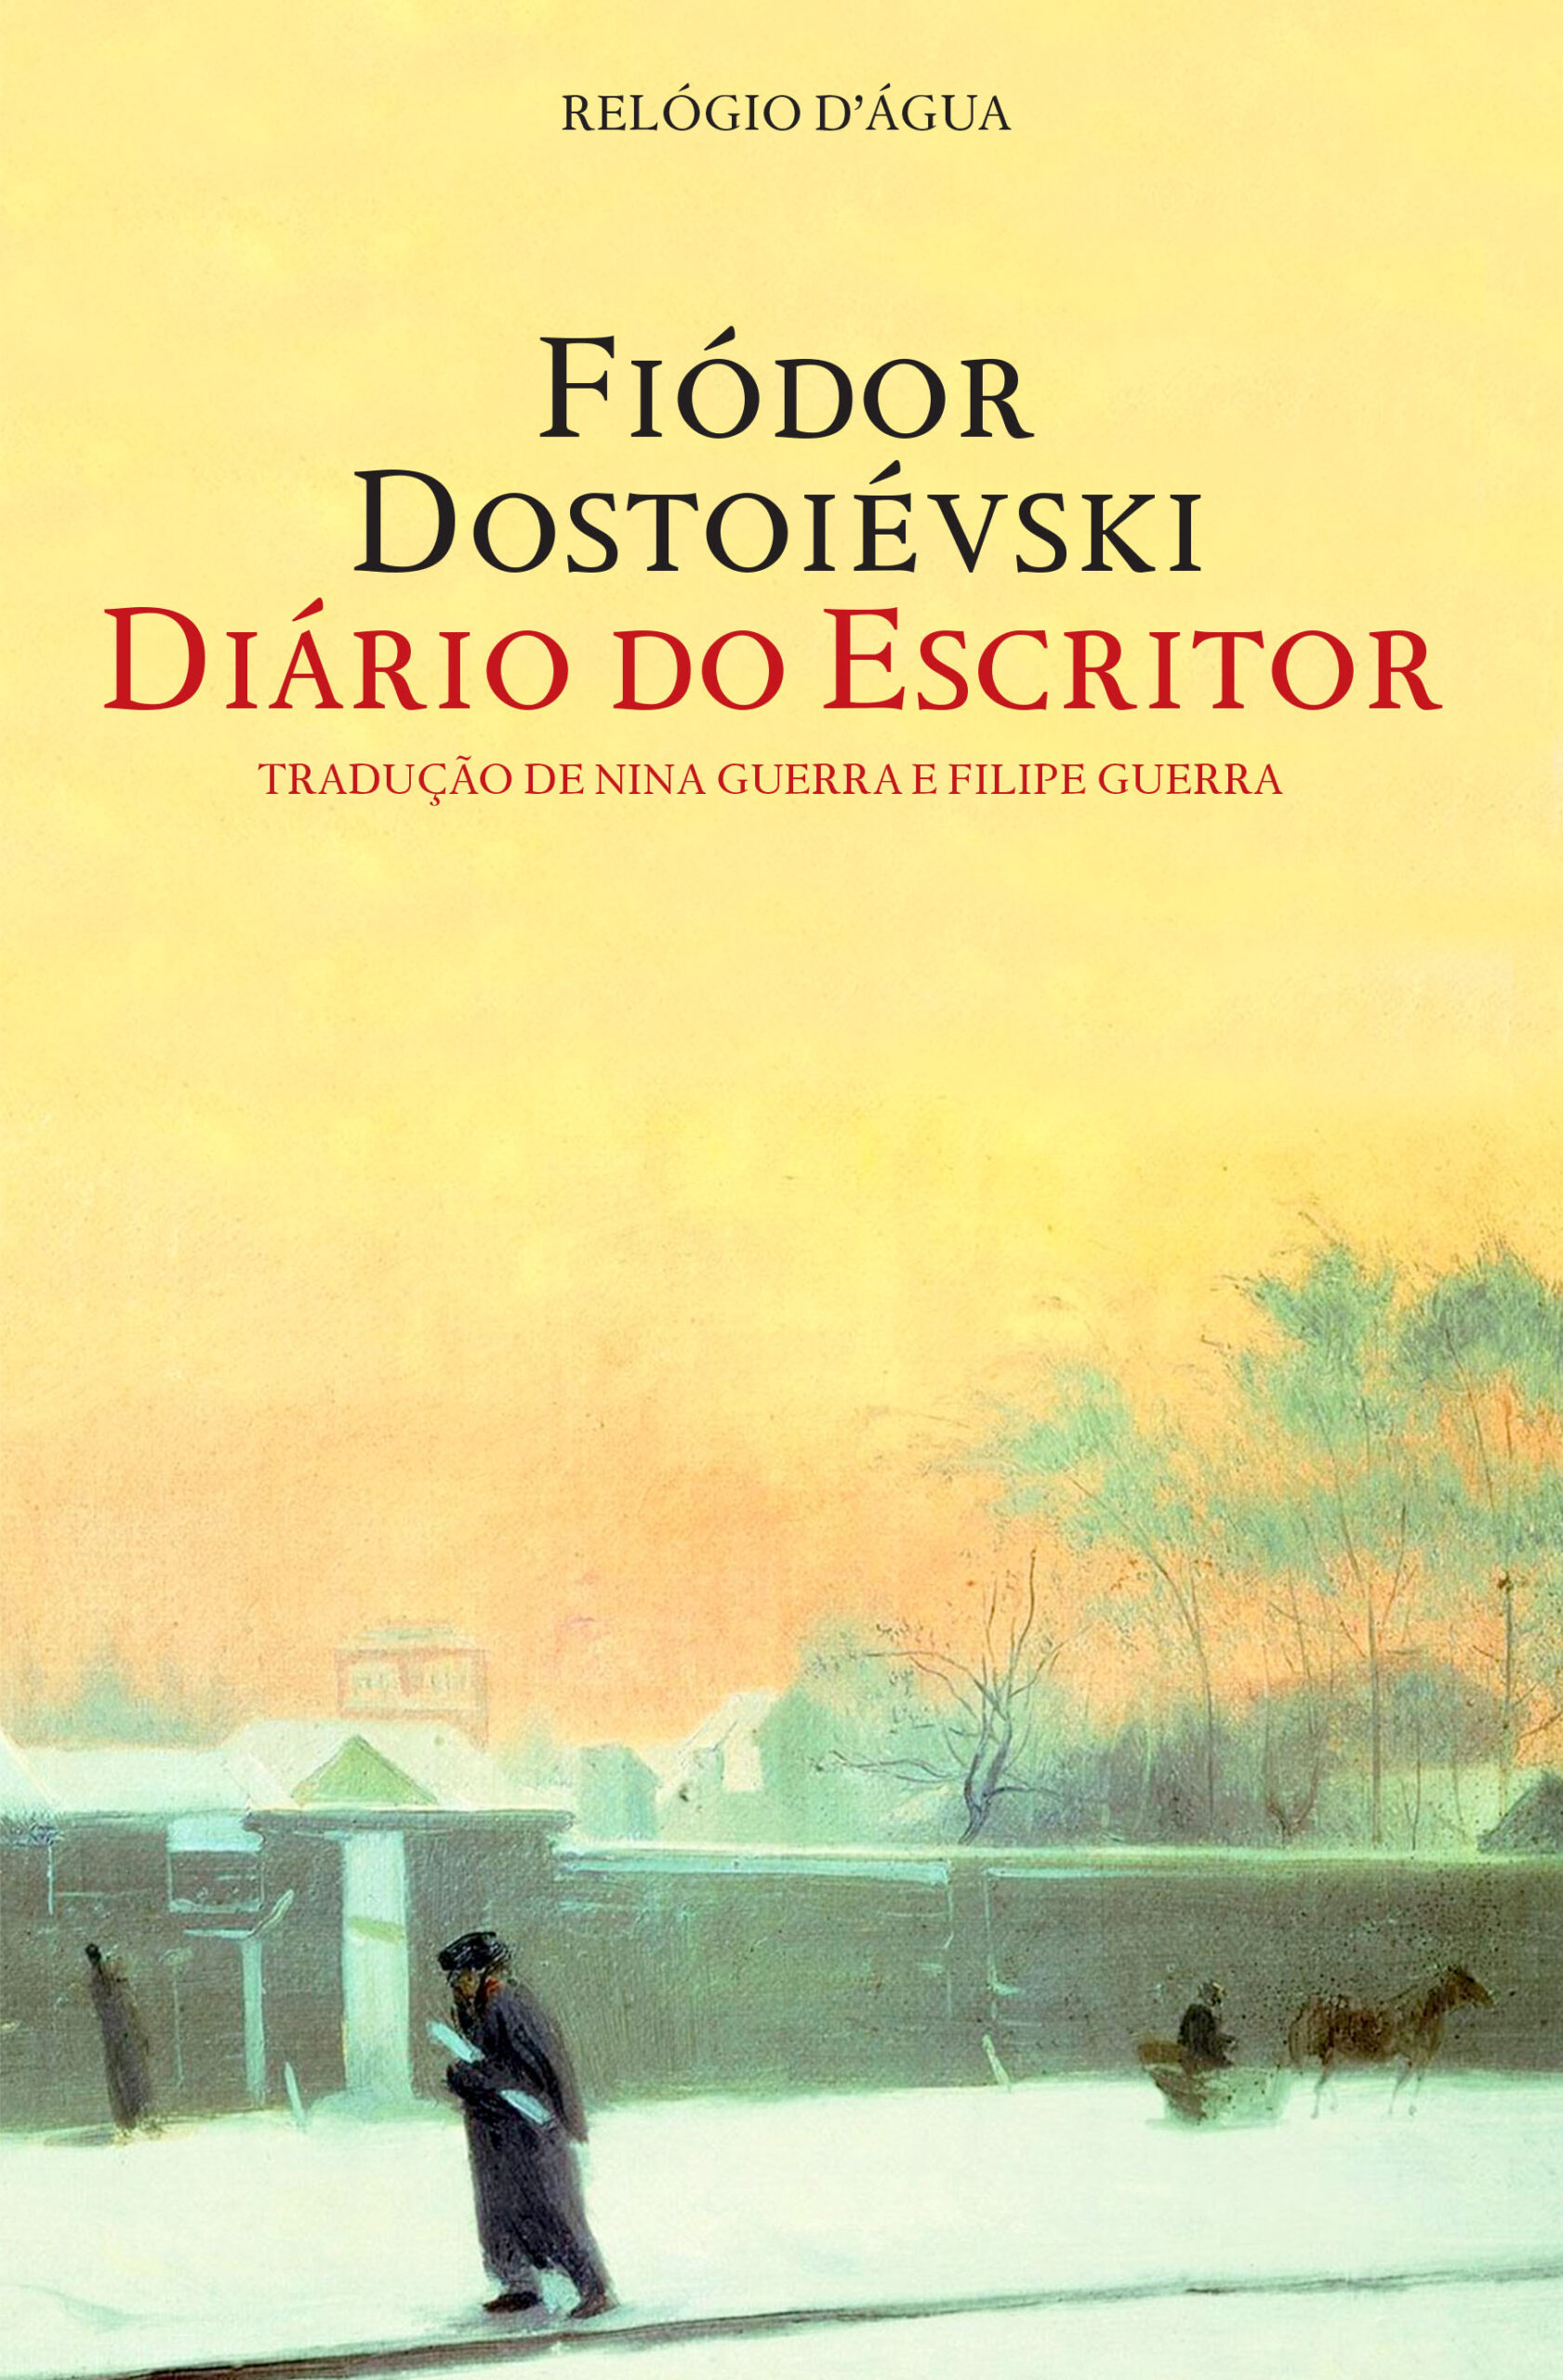 RELÓGIO D’ÁGUA
FIÓDOR
DOSTOIÉVSKI
DIÁRIO DO ESCRITOR
TRADUÇÃO DE NINA GUERRA E FILIPE GUERRA